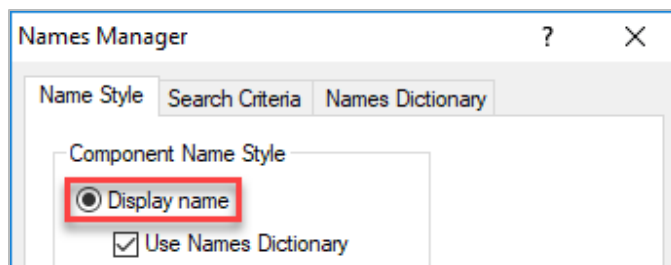 Names Manager ?
Name Style Search Criteria Names Dictionary
Component Name Style
Display name
Use Names Dictionary